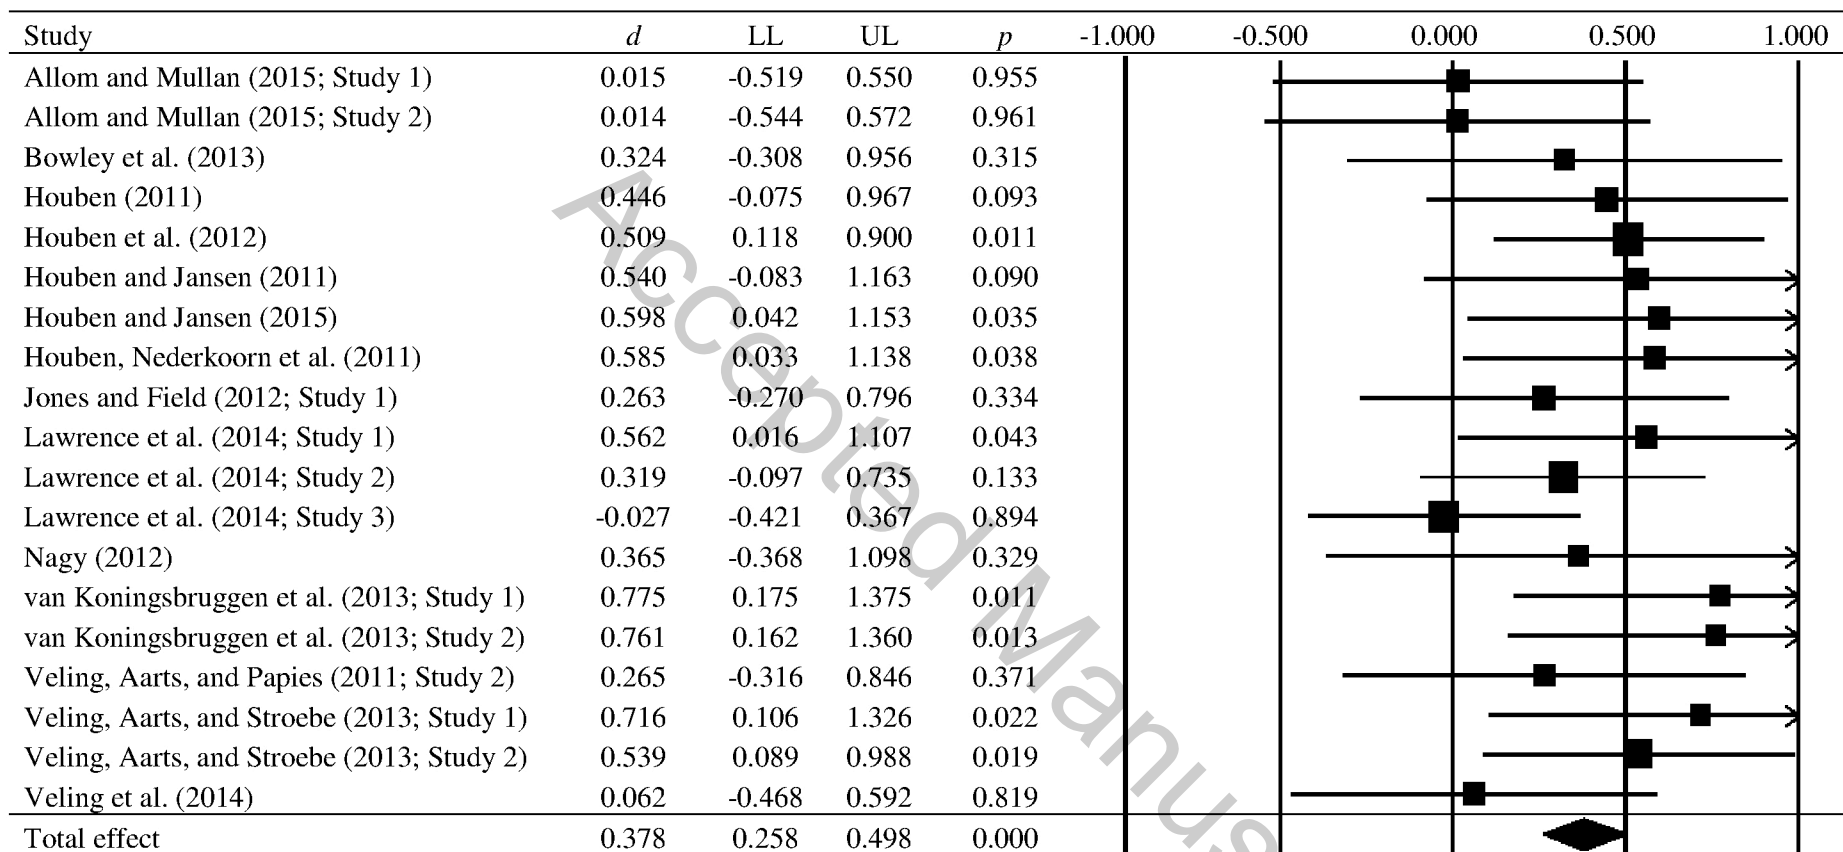 Study d LL UL p -1.000 -0.500 0.000 0.500 1.000
Allom and Mullan (2015; Study 1) 0.015 -0.519 0.550 0.955
Allom and Mullan (2015; Study 2) 0.014 -0.544 0.572 0.961
Bowley et al. (2013) 0.324 -0.308 0.956 0.315
Houben (2011) 0.446 -0.075 0.967 0.093
Houben et al. (2012) 0.509 0.118 0.900 0.011
Houben and Jansen (2011) 0.540 -0.083 1.163 0.090
Houben and Jansen (2015) 0.598 0.042 1.153 0.035
Houben, Nederkoorn et al. (2011) 0.585 0.033 1.138 0.038
Jones and Field (2012; Study 1) 0.263 -0.270 0.796 0.334
Lawrence et al. (2014; Study 1) 0.562 0.016 1.107 0.043
Lawrence et al. (2014; Study 2) 0.319 -0.097 0.735 0.133
Lawrence et al. (2014; Study 3) -0.027 -0.421 0.367 0.894
Nagy (2012) 0.365 -0.368 1.098 0.329
van Koningsbruggen et al. (2013; Study 1) 0.775 0.175 1.375 0.011
van Koningsbruggen et al. (2013; Study 2) 0.761 0.162 1.360 0.013
Veling, Aarts, and Papies (2011; Study 2) 0.265 -0.316 0.846 0.371
Veling, Aarts, and Stroebe (2013; Study 1) 0.716 0.106 1.326 0.022
Veling, Aarts, and Stroebe (2013; Study 2) 0.539 0.089 0.988 0.019
Veling et al. (2014) 0.062 -0.468 0.592 0.819
Total effect 0.378 0.258 0.498 0.000
Accepted Manus